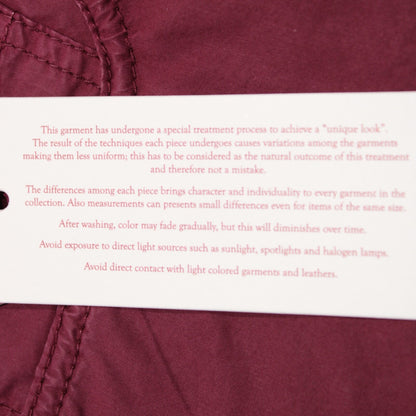 This garment has undergone a special treatment process to achieve a "unique look".
The result of the techniques each piece undergoes causes variations among the garments
making them less uniform; this has to be considered as the natural outcome of this treatment
and therefore not a mistake.
The differences among each piece brings character and individuality to every garment in the
collection. Also measurements can presents small differences even for items of the same size.
After washing, color may fade gradually, but this will diminishes over time.
Avoid exposure to direct light sources such as sunlight, spotlights and halogen lamps.
Avoid direct contact with light colored garments and leathers.